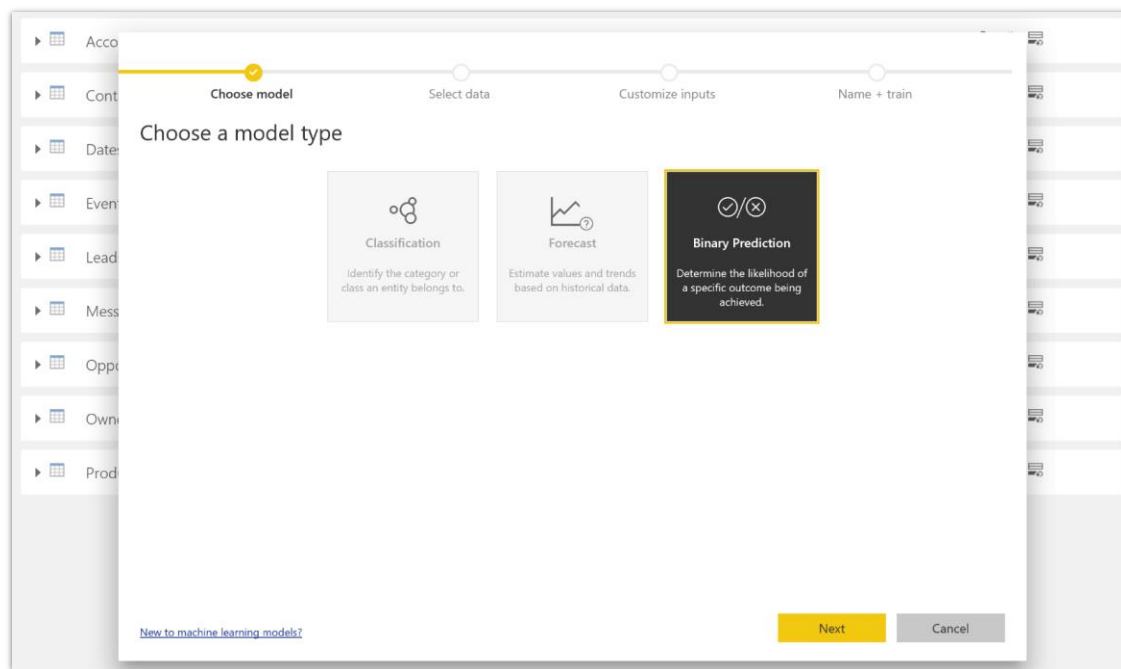 Acco
Cont
Dates
Even
Lead
Mess
Oppo
Own
Prod
Choose model
Select data
Customize inputs
Name + train
Choose a model type
Classification
Identify the category or
class an entity belongs to.
Forecast
Estimate values and trends
based on historical data.
Binary Prediction
Determine the likelihood of
a specific outcome being
achieved.
New to machine learning models?
Next
Cancel